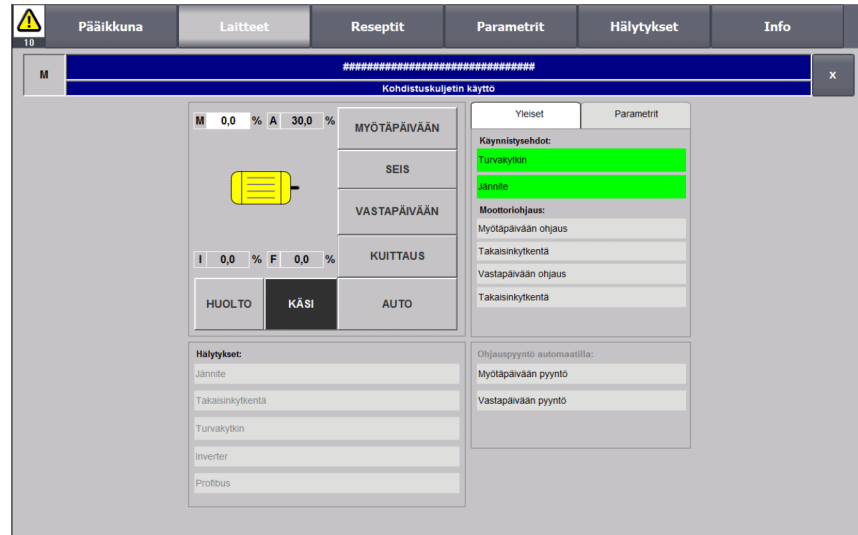 10
Pääikkuna
Laitteet
Reseptit
Parametrit
Hälytykset
Info
M
################################
Kohdistuskuljetin käyttö
x
M 0,0 % A 30,0 %
MYÖTÄPÄIVÄÄN
SEIS
VASTAPÄIVÄÄN
I 0,0 % F 0,0 %
KUITTAUS
HUOLTO
KÄSI
AUTO
Yleiset
Parametrit
Käynnistysehdot:
Turvakytkin
Jännite
Moottoriohjaus:
Myötäpäivään ohjaus
Takaisinkytkentä
Vastapäivään ohjaus
Takaisinkytkentä
Hälytykset:
Jännite
Takaisinkytkentä
Turvakytkin
Inverter
Profibus
Ohjauspyyntö automaatilla:
Myötäpäivään pyyntö
Vastapäivään pyyntö